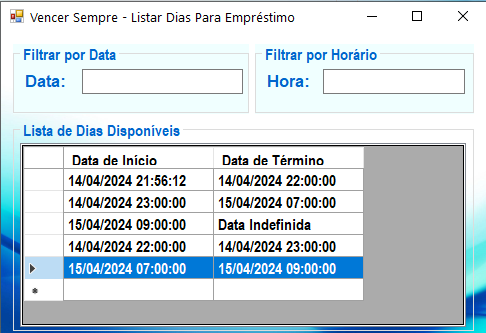 Vencer Sempre - Listar Dias Para Empréstimo
Filtrar por Data
Filtrar por Horário
Data:
Hora:
Lista de Dias Disponíveis
Data de Início Data de Término
14/04/2024 21:56:12 14/04/2024 22:00:00
14/04/2024 23:00:00 15/04/2024 07:00:00
15/04/2024 09:00:00 Data Indefinida
14/04/2024 22:00:00 14/04/2024 23:00:00
15/04/2024 07:00:00 15/04/2024 09:00:00